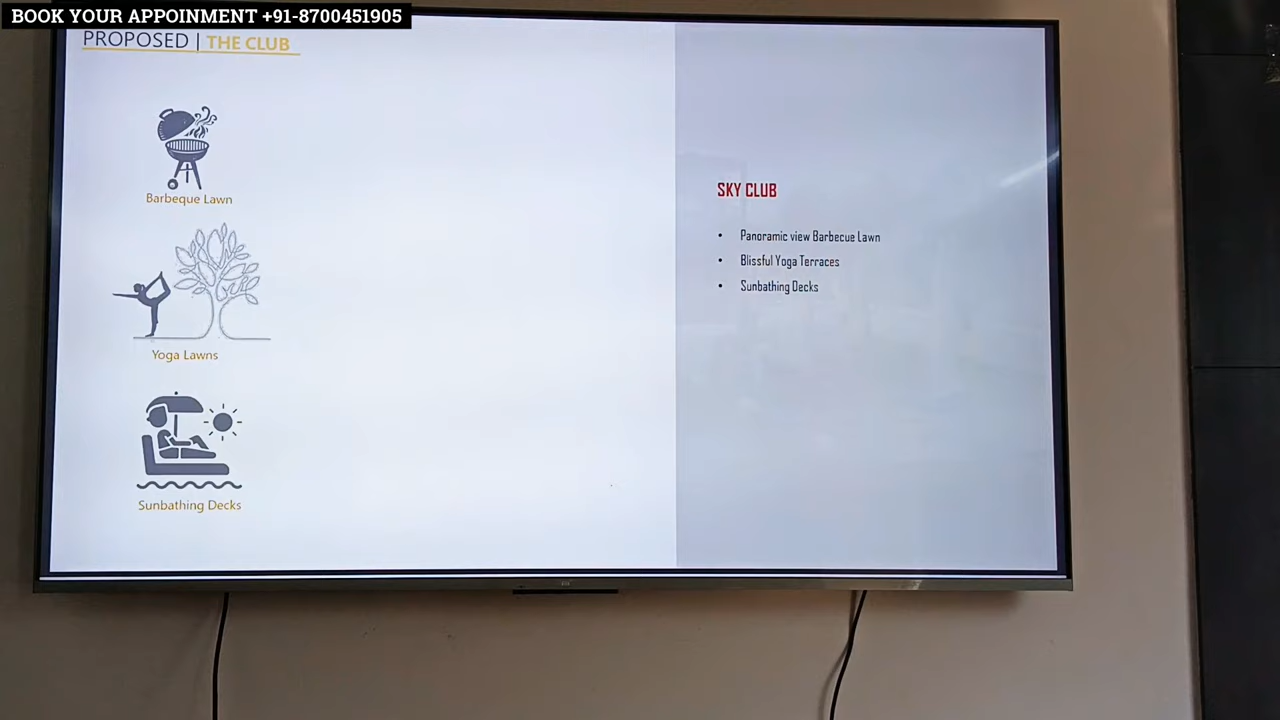 BOOK YOUR APPOINMENT +91-8700451905
PROPOSED | THE CLUB
Barbeque Lawn
Yoga Lawns
Sunbathing Decks
SKY CLUB
• Panoramic view Barbecue Lawn
• Blissful Yoga Terraces
• Sunbathing Decks